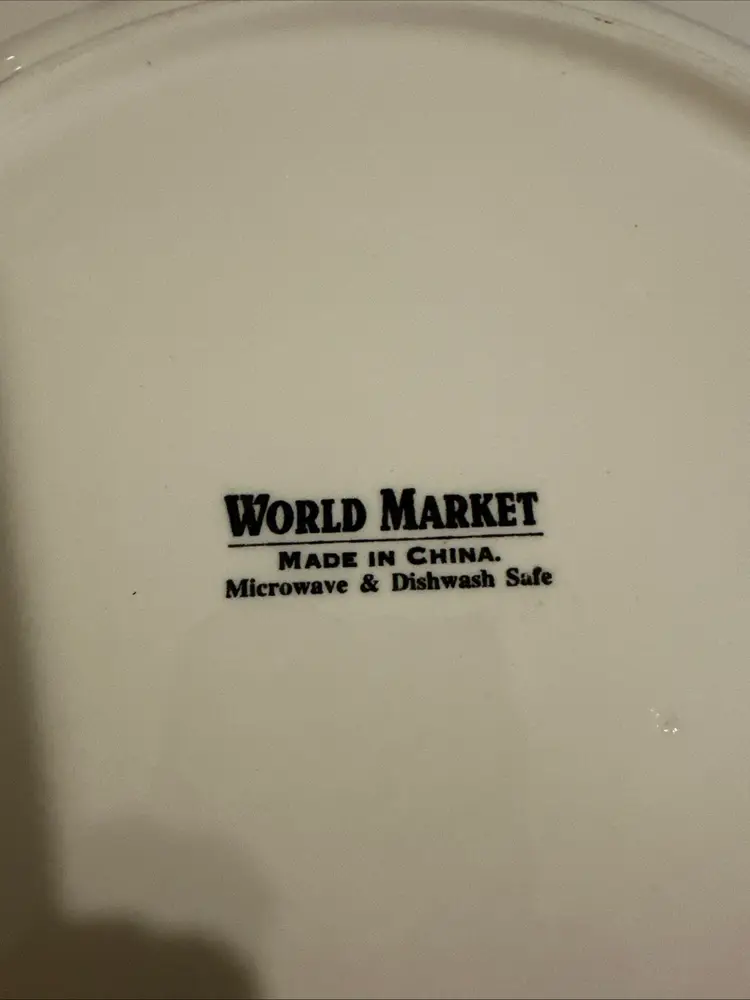 WORLD MARKET
MADE IN CHINA.
Microwave & Dishwash Safe